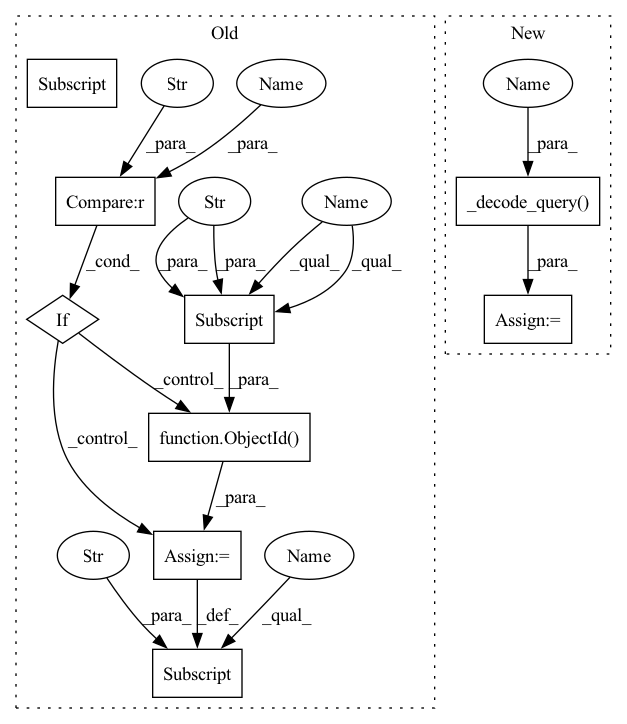 Old
New
Subscript
Str
Name
Name
_para_
_para_
_para_
Compare:r
Str
Name
_decode_query()
_cond_
_para_
_para_
_qual_
_qual_
_para_
If
Subscript
Assign:=
_control_
_para_
_control_
function.ObjectId()
_para_
Str
Assign:=
Name
_para_
_def_
_qual_
Subscript